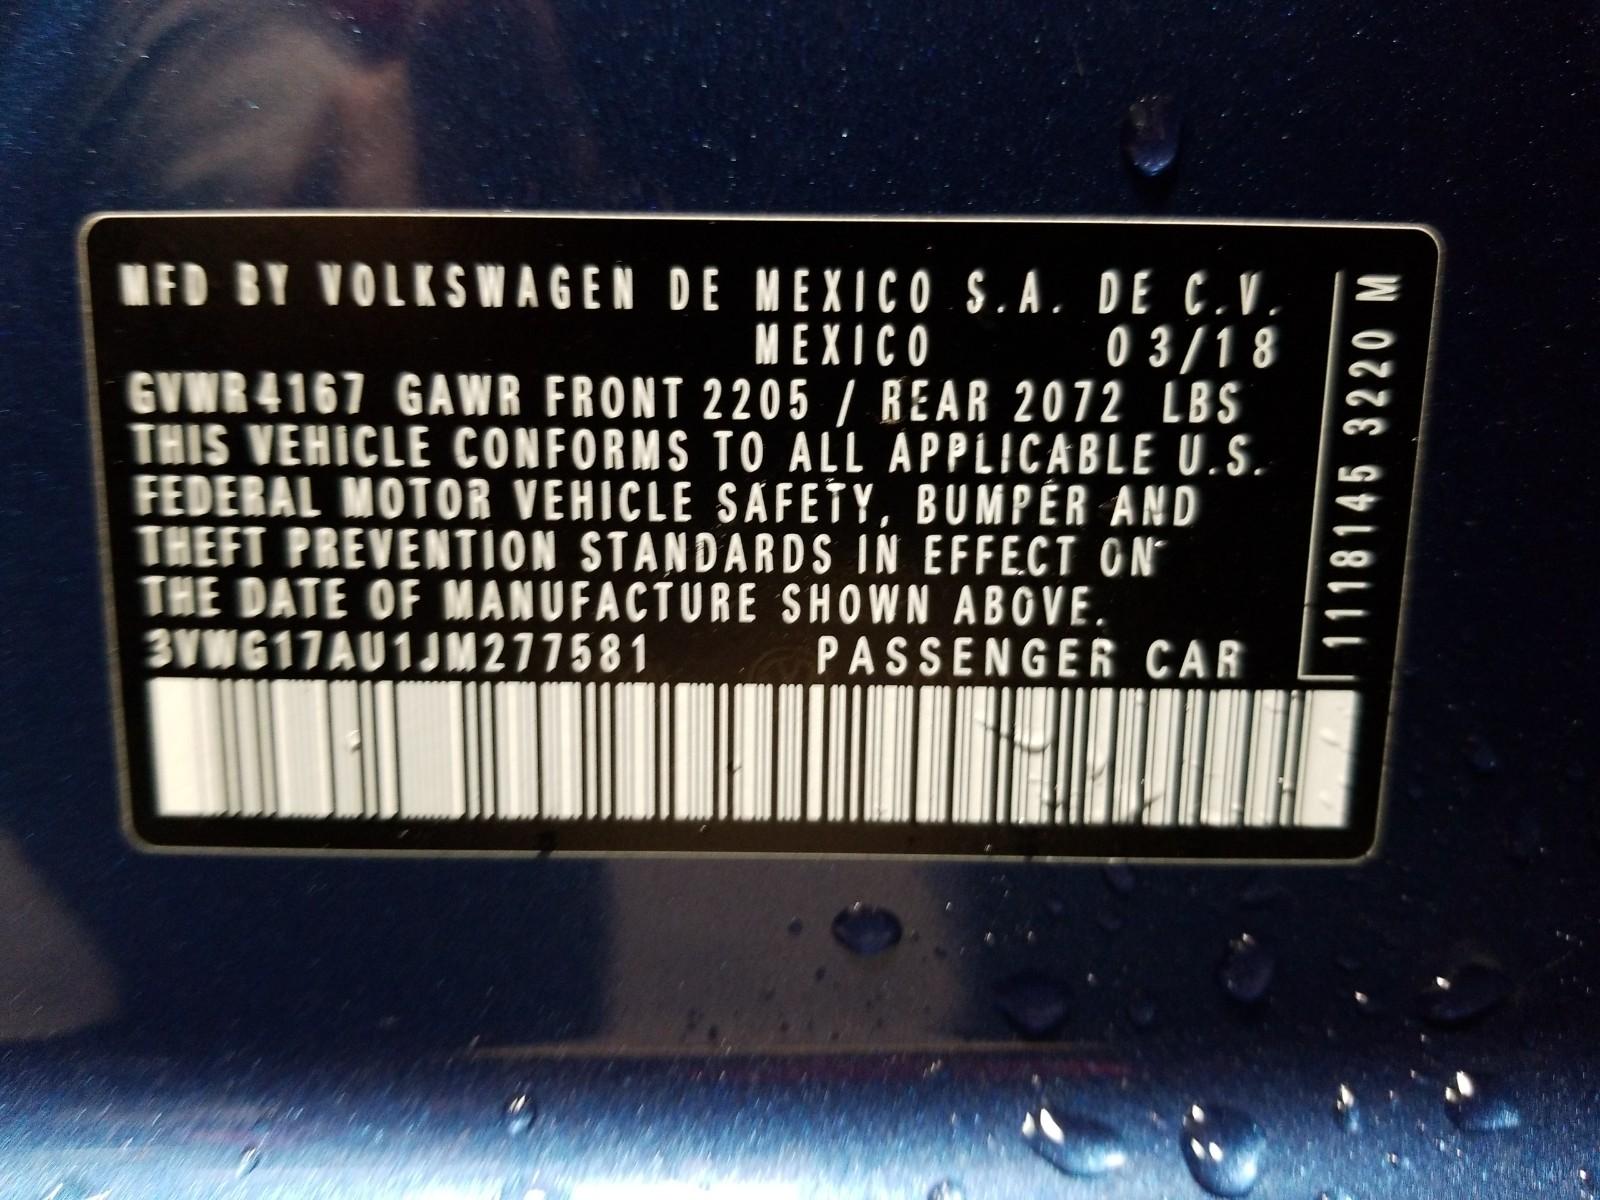 MFD BY VOLKSWAGEN DE MEXICO S.A. DE C.V.
MEXICO 03/18
GVWR 4167 GAWR FRONT 2205 / REAR 2072 LBS
THIS VEHICLE CONFORMS TO ALL APPLICABLE U.S.
FEDERAL MOTOR VEHICLE SAFETY, BUMPER AND
THEFT PREVENTION STANDARDS IN EFFECT ON
THE DATE OF MANUFACTURE SHOWN ABOVE.
3VWG17AU1JM277581 PASSENGER CAR
1118145 3220 M